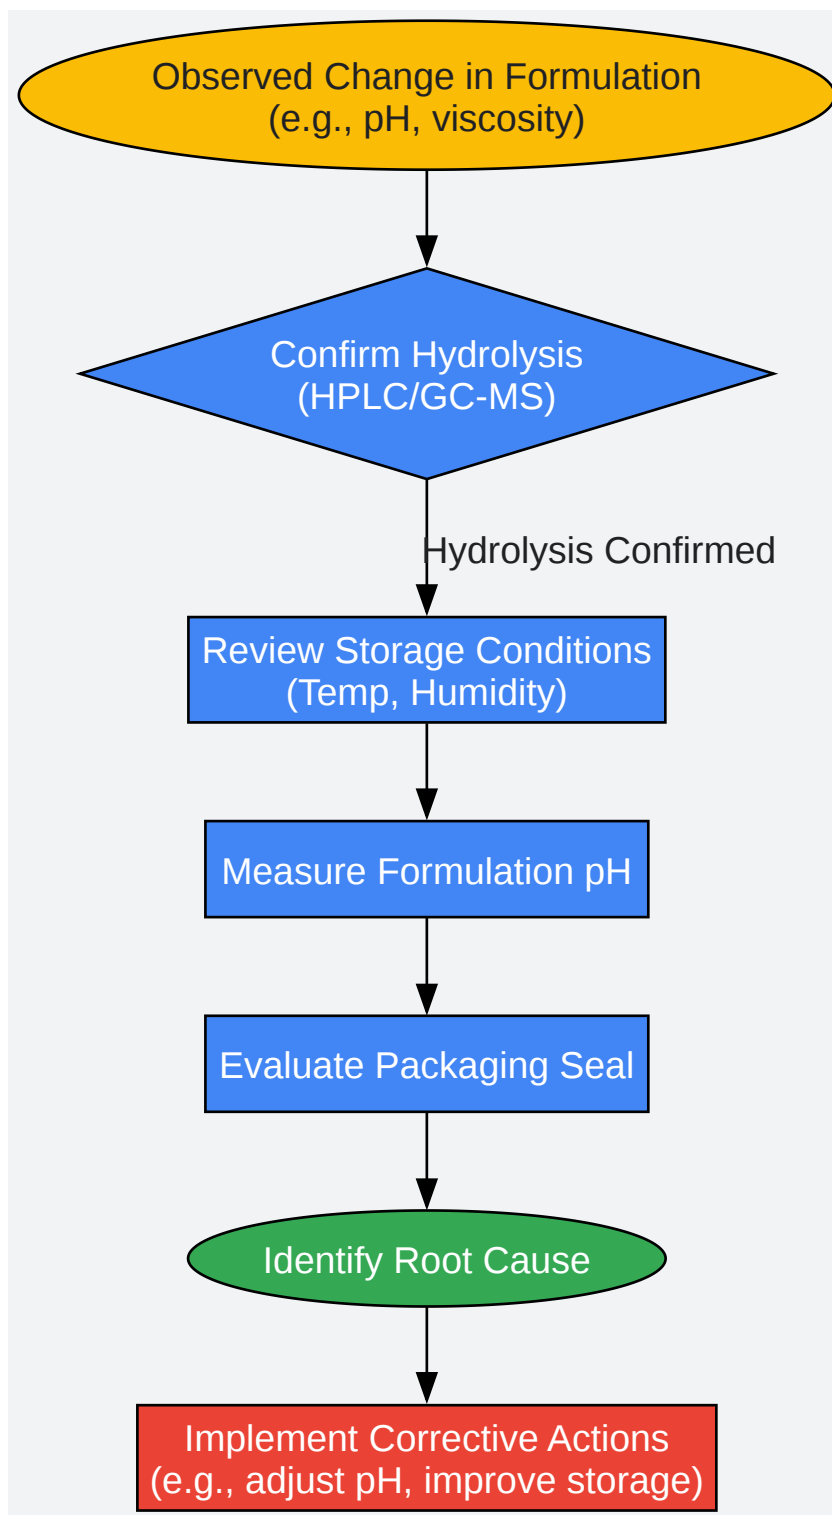 Observed Change in Formulation
(e.g., pH, viscosity)
Confirm Hydrolysis
(HPLC/GC-MS)
Hydrolysis Confirmed
Review Storage Conditions
(Temp, Humidity)
Measure Formulation pH
Evaluate Packaging Seal
Identify Root Cause
Implement Corrective Actions
(e.g., adjust pH, improve storage)